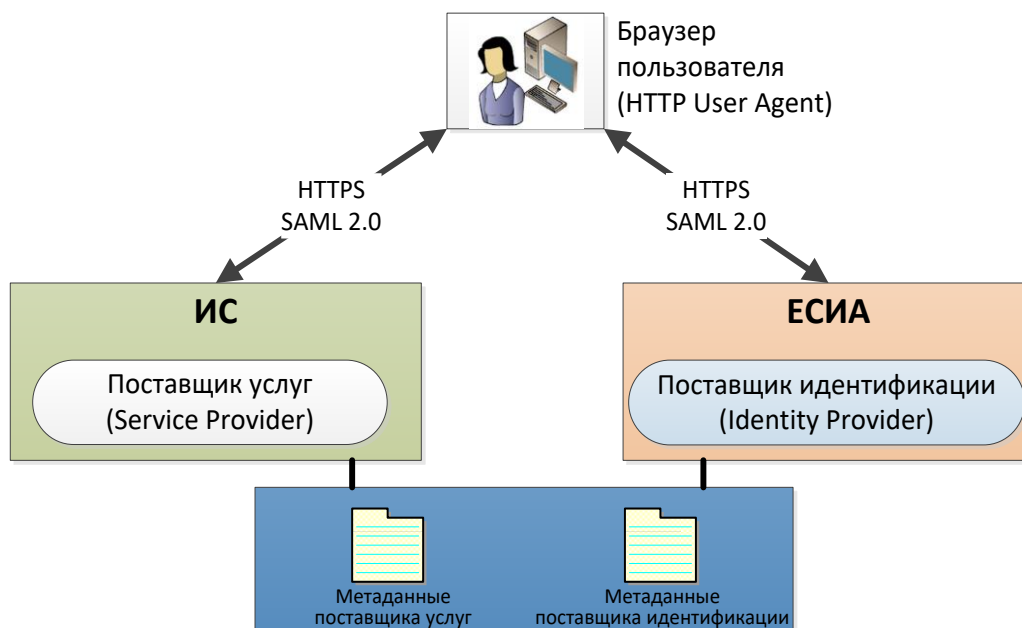 Браузер
пользователя
(HTTP User Agent)
HTTPS
SAML 2.0
HTTPS
SAML 2.0
ИС
Поставщик услуг
(Service Provider)
ЕСИА
Поставщик идентификации
(Identity Provider)
Метаданные
поставщика услуг
Метаданные
поставщика идентификации